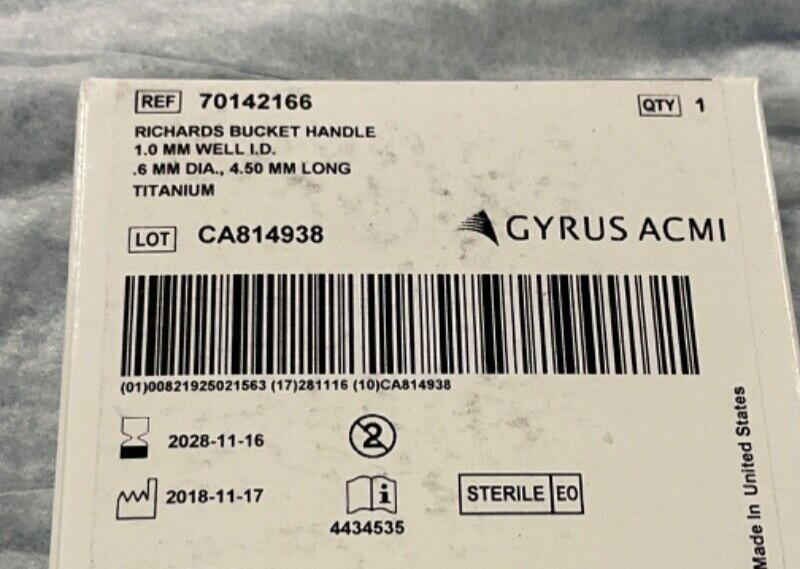 REF 70142166
QTY 1
RICHARDS BUCKET HANDLE
1.0 MM WELL I.D.
.6 MM DIA., 4.50 MM LONG
TITANIUM
LOT CA814938
GYRUS ACMI
(01)00821925021563 (17)281116 (10)CA814938
2028-11-16
2
2018-11-17
i
4434535
STERILE EO
Made In United States